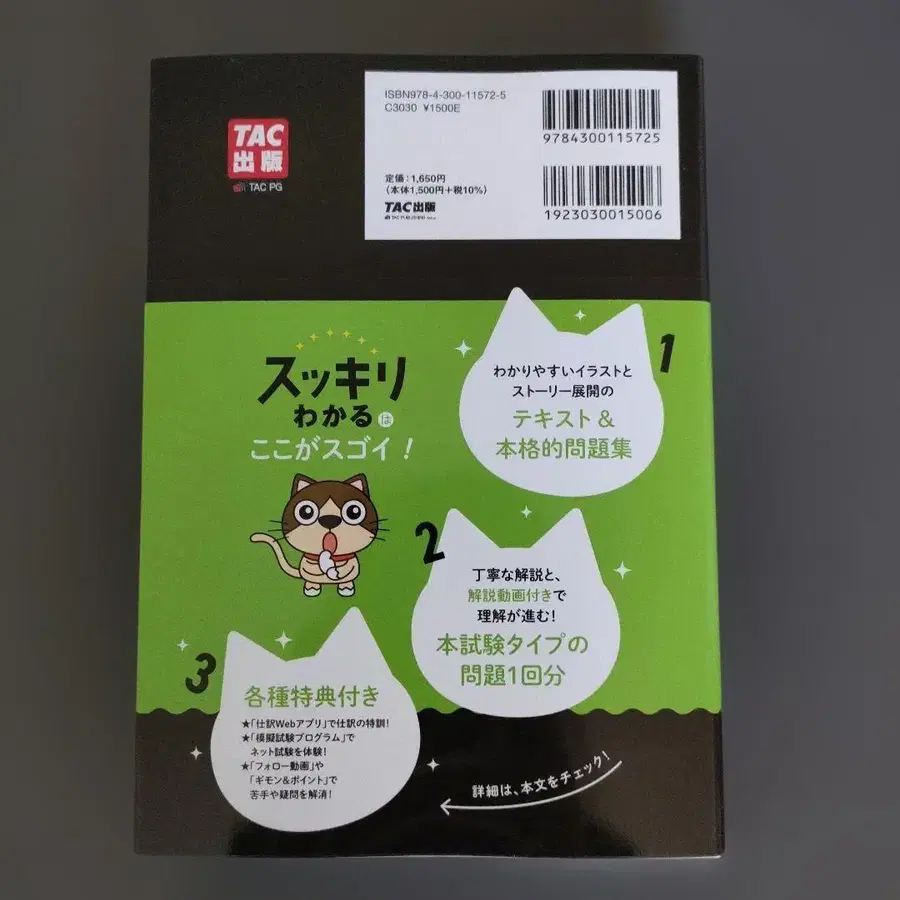 TAC
出版
TAC PG
ISBN978-4-300-11572-5
C3030 ¥1500E
定価:1,650円
(本体1,500円+税10%)
TAC出版
9784300115725
1923030015006
スッキリ
わかるは
ここがスゴイ!
1
わかりやすいイラストと
ストーリー展開の
テキスト&
本格的問題集
2
丁寧な解説と、
解説動画付きで
理解が進む!
本試験タイプの
問題1回分
3
各種特典付き
★「仕訳Webアプリ」で仕訳の特訓!
★「模擬試験プログラム」で
ネット試験を体験!
★「フォロー動画」や
「ギモン&ポイント」で
苦手や疑問を解消!
詳細は、本文をチェック!